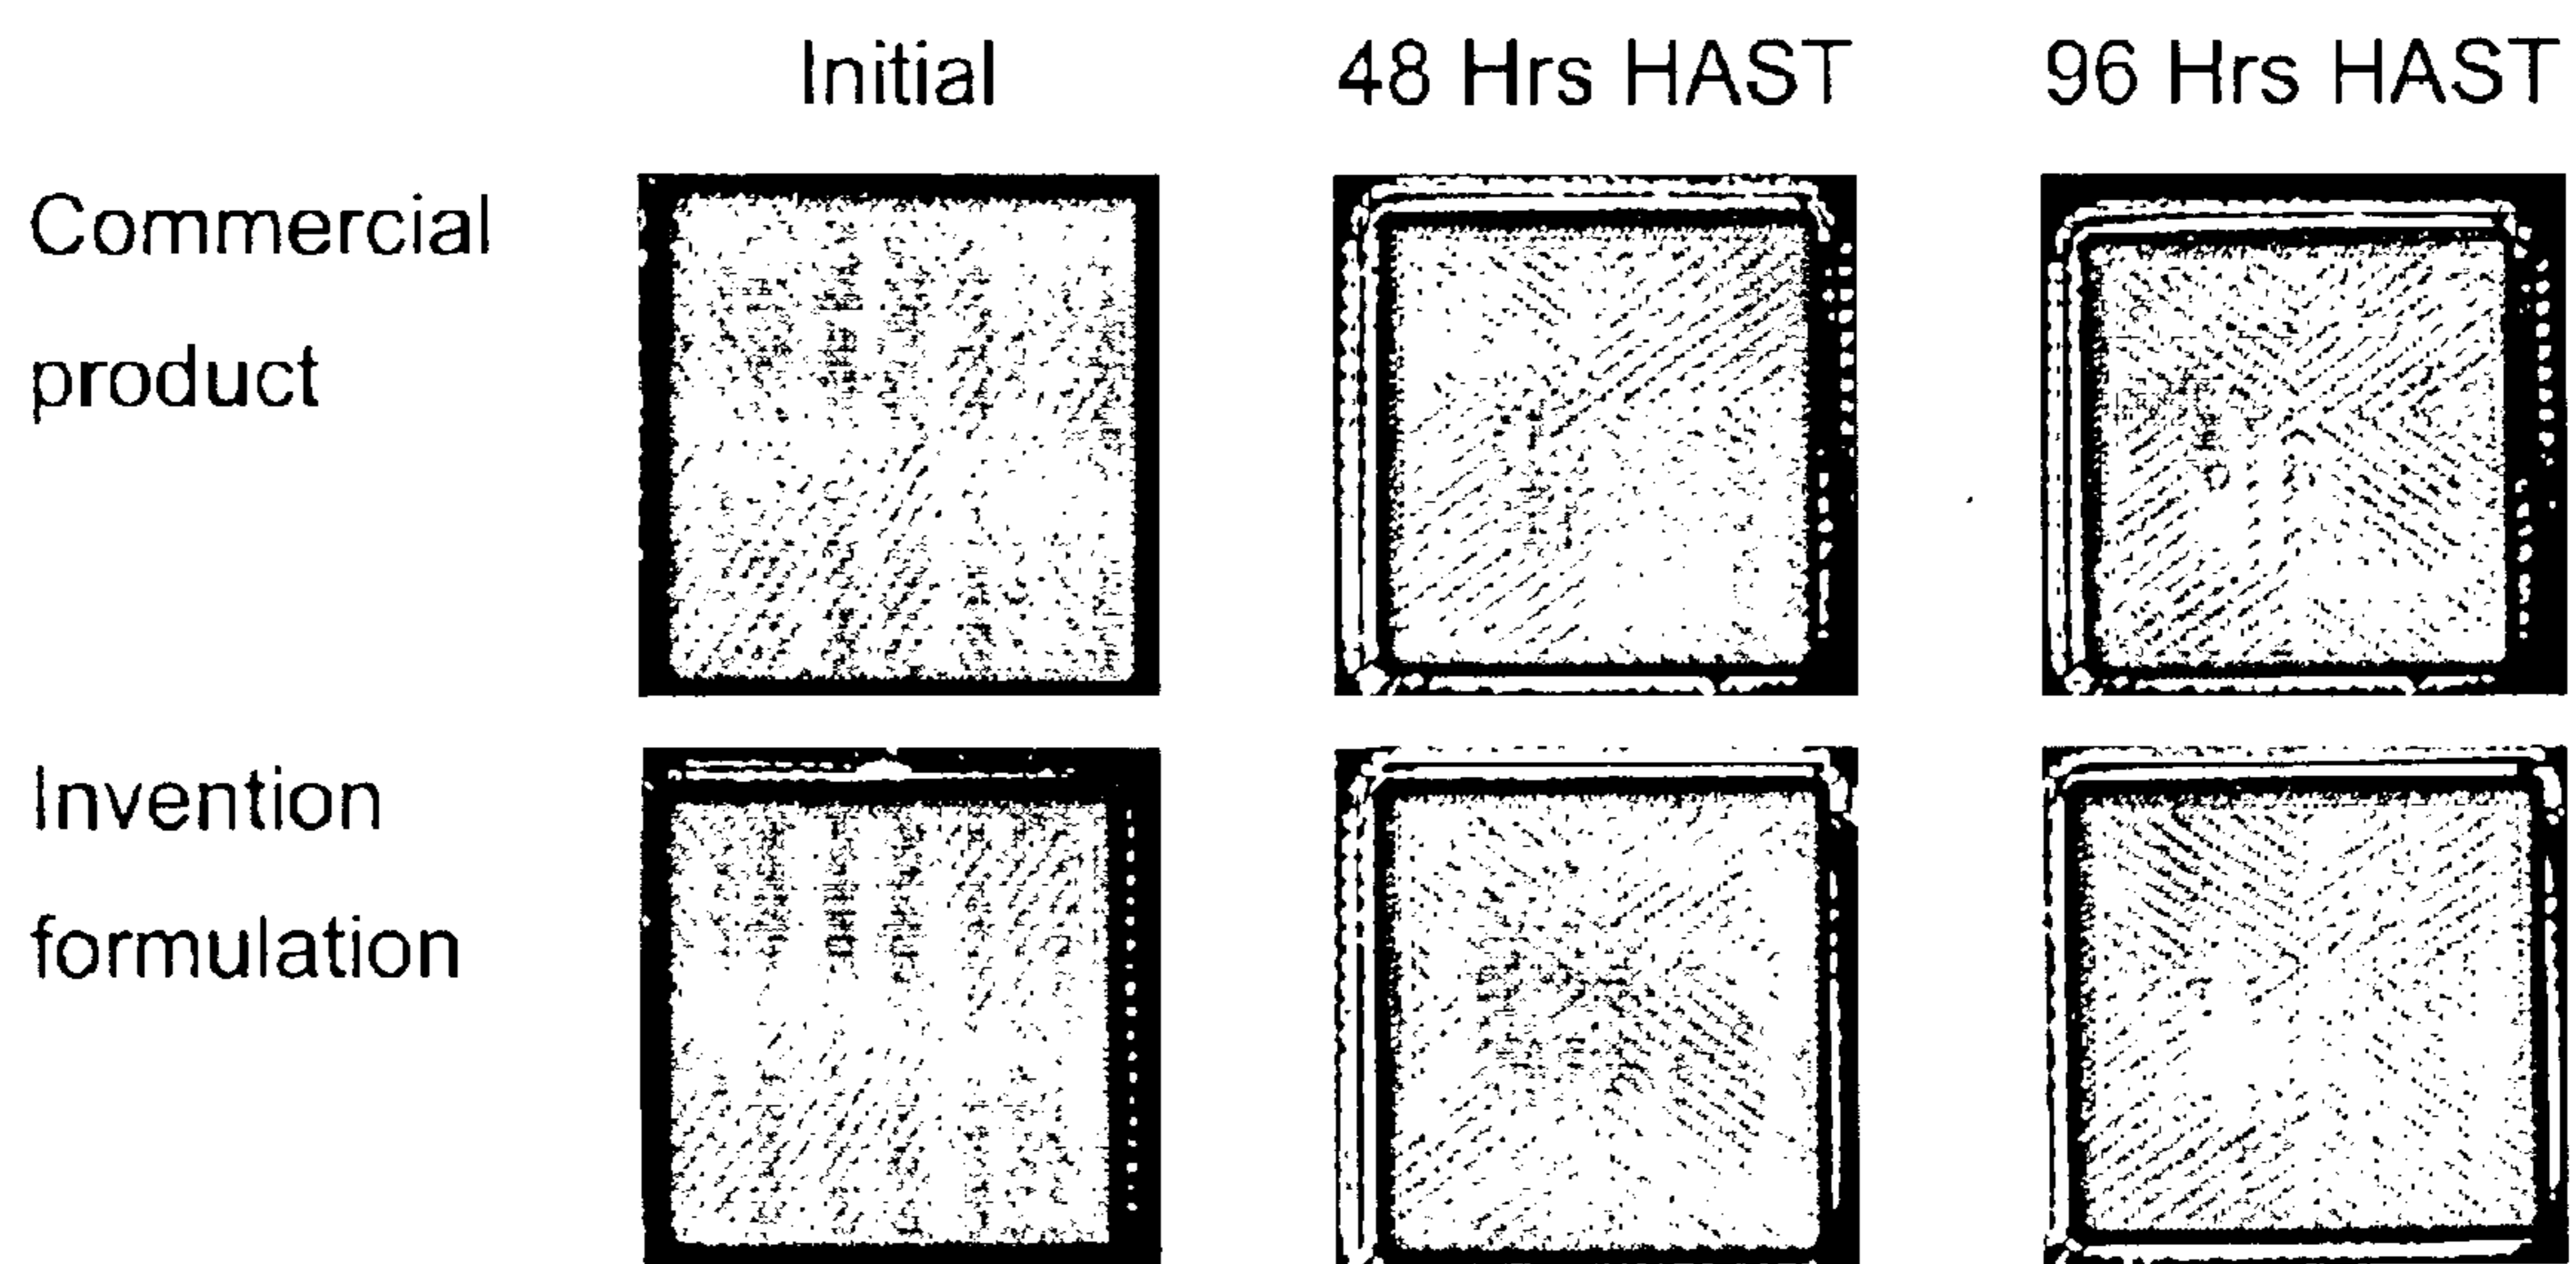 Initial 48 Hrs HAST 96 Hrs HAST
Commercial
product
Invention
formulation